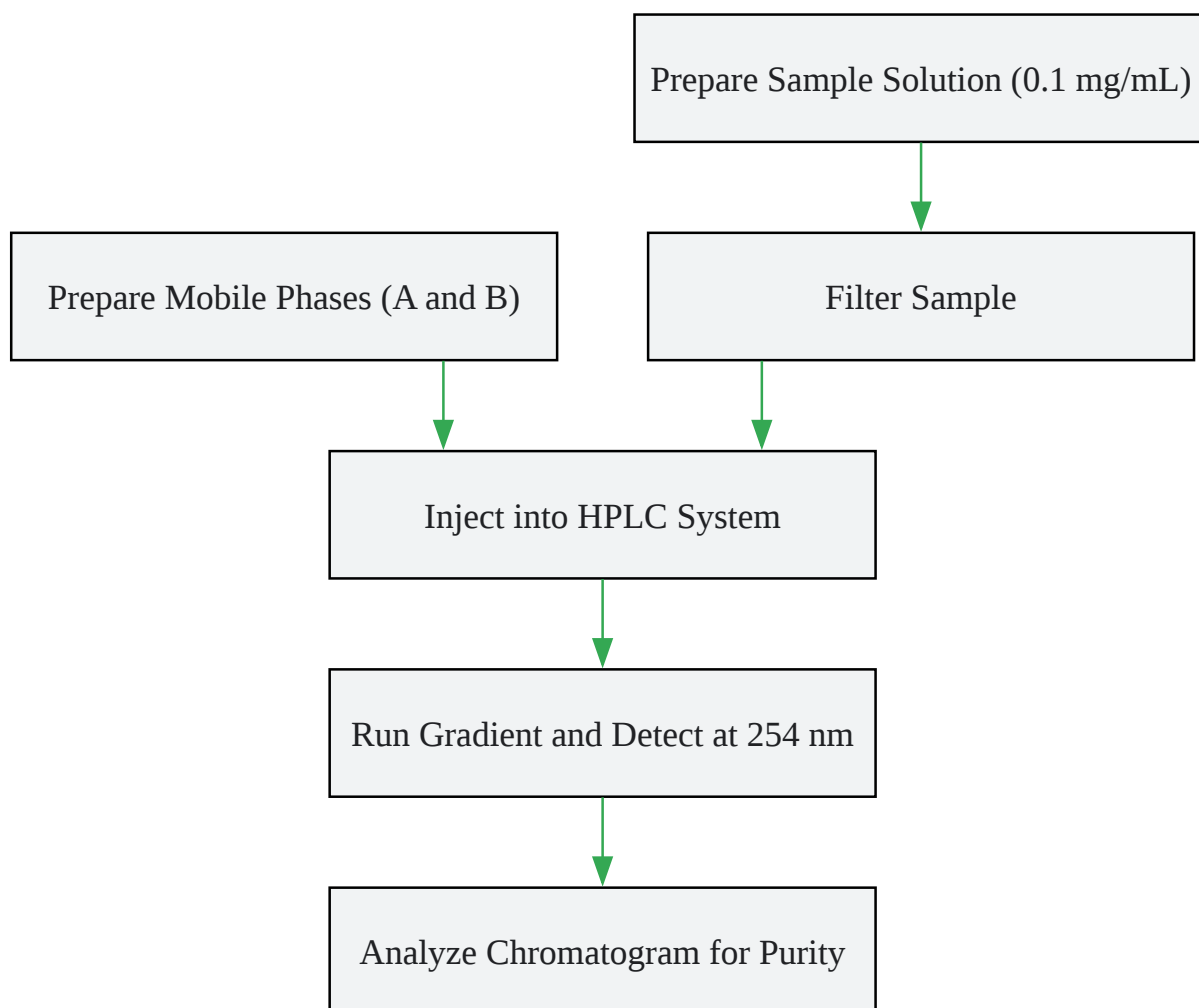 Prepare Sample Solution (0.1 mg/mL)
Prepare Mobile Phases (A and B)
Filter Sample
Inject into HPLC System
Run Gradient and Detect at 254 nm
Analyze Chromatogram for Purity